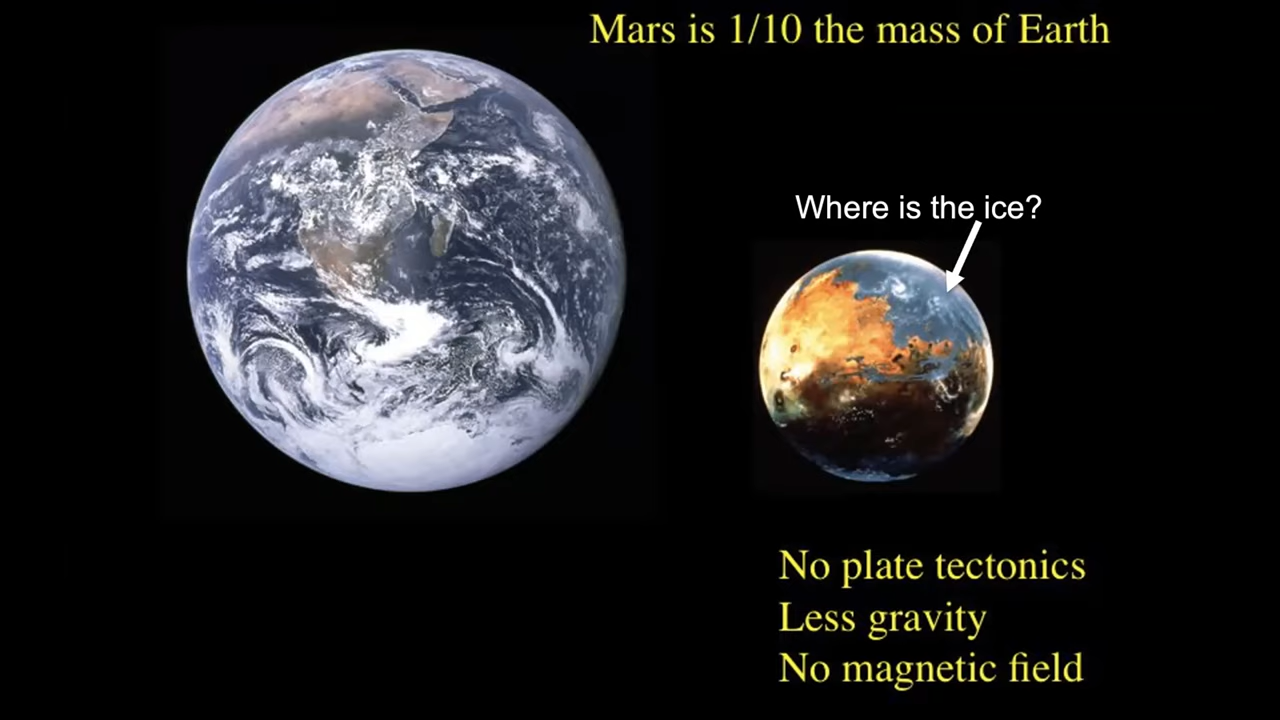 Mars is 1/10 the mass of Earth
Where is the ice?
No plate tectonics
Less gravity
No magnetic field